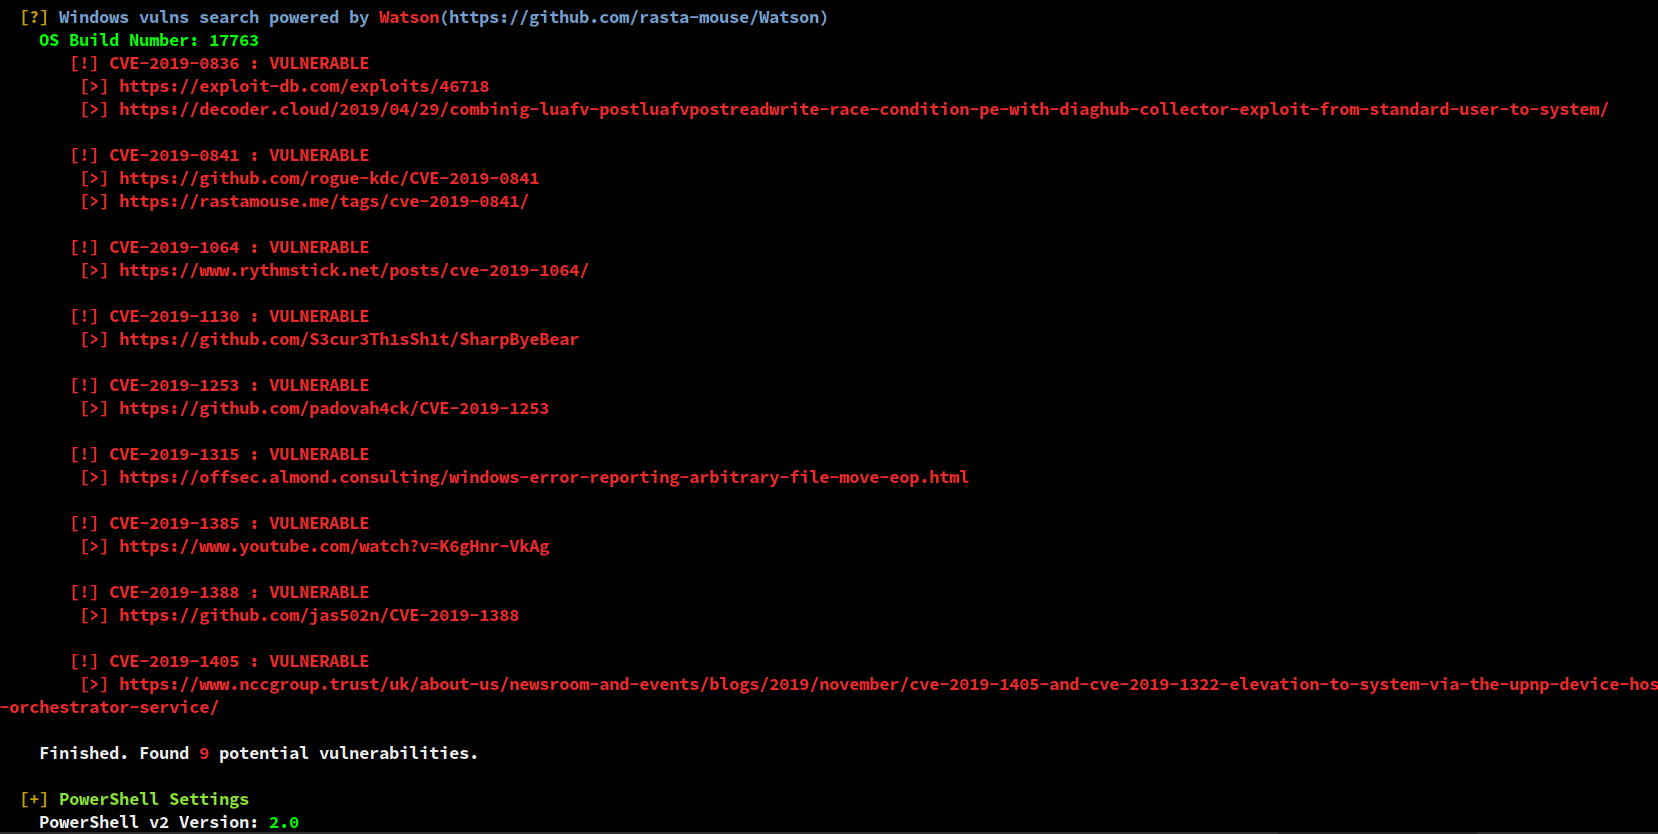 [?] Windows vulns search powered by Watson(https://github.com/rasta-mouse/Watson)
OS Build Number: 17763
[!] CVE-2019-0836 : VULNERABLE
[>] https://exploit-db.com/exploits/46718
[>] https://decoder.cloud/2019/04/29/combinig-luafv-postluafvpostreadwrite-race-condition-pe-with-diaghub-collector-exploit-from-standard-user-to-system/
[!] CVE-2019-0841 : VULNERABLE
[>] https://github.com/rogue-kdc/CVE-2019-0841
[>] https://rastamouse.me/tags/cve-2019-0841/
[!] CVE-2019-1064 : VULNERABLE
[>] https://www.rythmstick.net/posts/cve-2019-1064/
[!] CVE-2019-1130 : VULNERABLE
[>] https://github.com/S3cur3Th1sSh1t/SharpByeBear
[!] CVE-2019-1253 : VULNERABLE
[>] https://github.com/padovah4ck/CVE-2019-1253
[!] CVE-2019-1315 : VULNERABLE
[>] https://offsec.almond.consulting/windows-error-reporting-arbitrary-file-move-eop.html
[!] CVE-2019-1385 : VULNERABLE
[>] https://www.youtube.com/watch?v=K6gHnr-VkAg
[!] CVE-2019-1388 : VULNERABLE
[>] https://github.com/jas502n/CVE-2019-1388
[!] CVE-2019-1405 : VULNERABLE
[>] https://www.nccgroup.trust/uk/about-us/newsroom-and-events/blogs/2019/november/cve-2019-1405-and-cve-2019-1322-elevation-to-system-via-the-upnp-device-hos
-orchestrator-service/
Finished. Found 9 potential vulnerabilities.
[+] PowerShell Settings
PowerShell v2 Version: 2.0